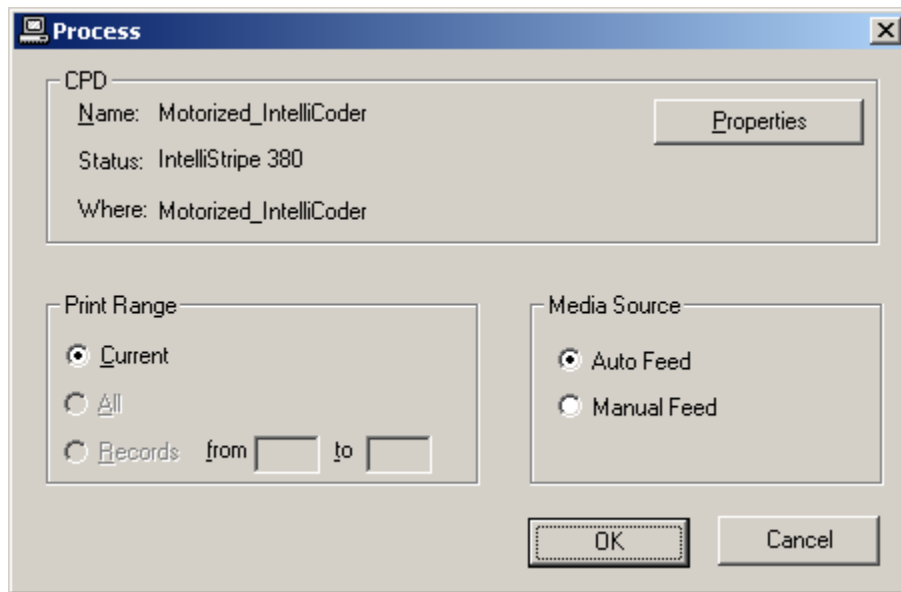 Process
CPD
Name: Motorized_IntelliCoder
Properties
Status: IntelliStripe 380
Where: Motorized_IntelliCoder
Print Range
Current
All
Records from to
Media Source
Auto Feed
Manual Feed
OK
Cancel